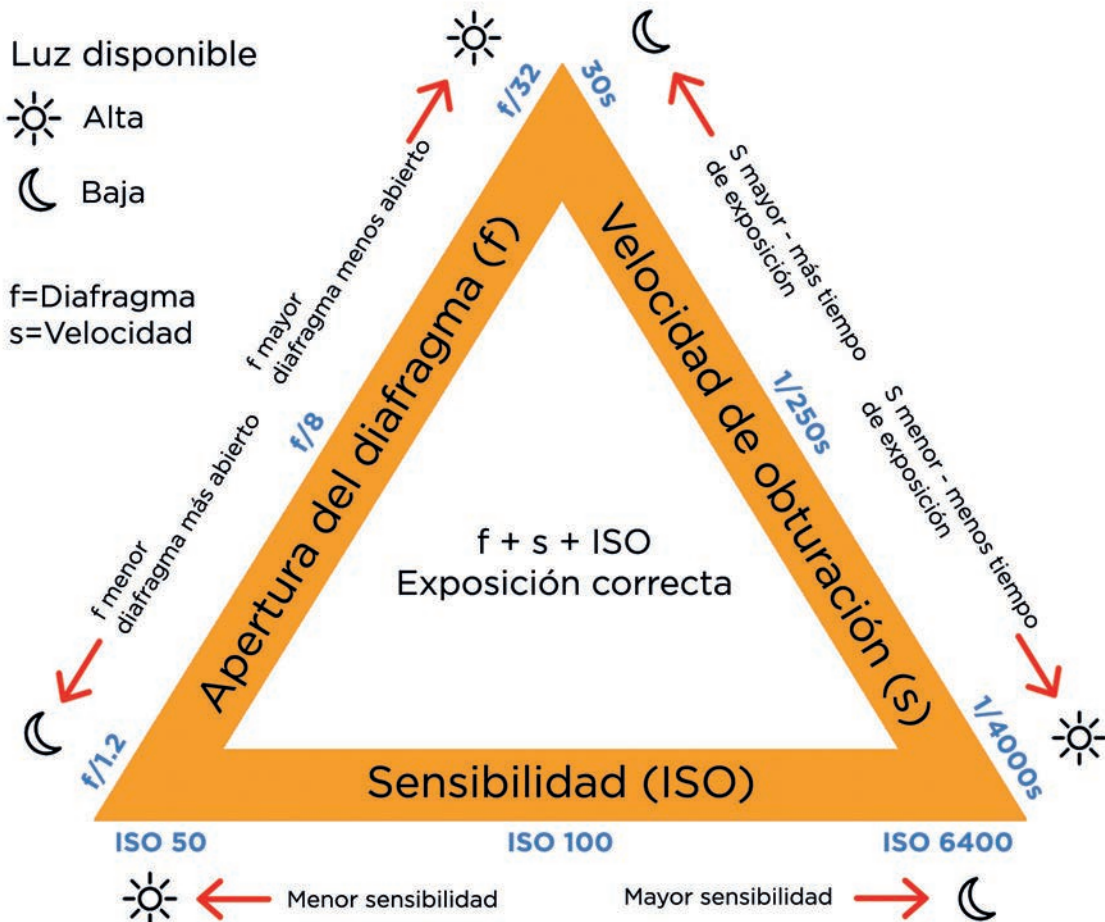 Luz disponible
Alta
Baja
f=Diafragma
s=Velocidad
f/32
30s
f mayor
diafragma menos abierto
f menor
diafragma más abierto
f/8
f/1.2
Apertura del diafragma (f)
Velocidad de obturación (s)
S mayor - más tiempo
de exposición
1/250s
S menor - menos tiempo
de exposición
1/4000s
f + s + ISO
Exposición correcta
Sensibilidad (ISO)
ISO 50
ISO 100
ISO 6400
Menor sensibilidad
Mayor sensibilidad